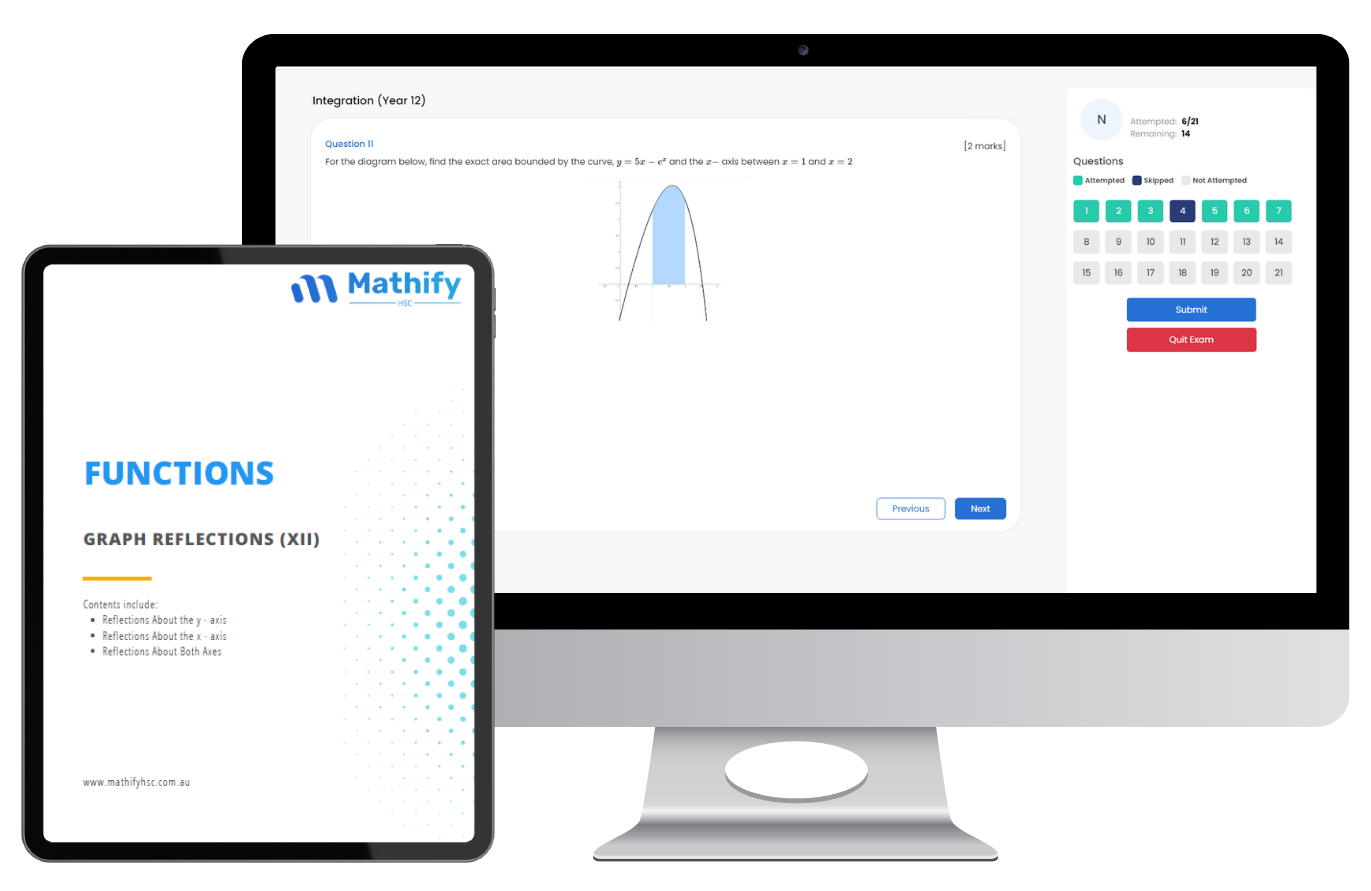 Integration (Year 12)
Question 11
[2 marks]
For the diagram below, find the exact area bounded by the curve, y = 5x − eˣ and the x− axis between x = 1 and x = 2
Previous
Next
N
Attempted: 6/21
Remaining: 14
Questions
Attempted
Skipped
Not Attempted
1 2 3 4 5 6 7
8 9 10 11 12 13 14
15 16 17 18 19 20 21
Submit
Quit Exam
Mathify
HSC
FUNCTIONS
GRAPH REFLECTIONS (XII)
Contents include:
• Reflections About the y - axis
• Reflections About the x - axis
• Reflections About Both Axes
www.mathifyhsc.com.au